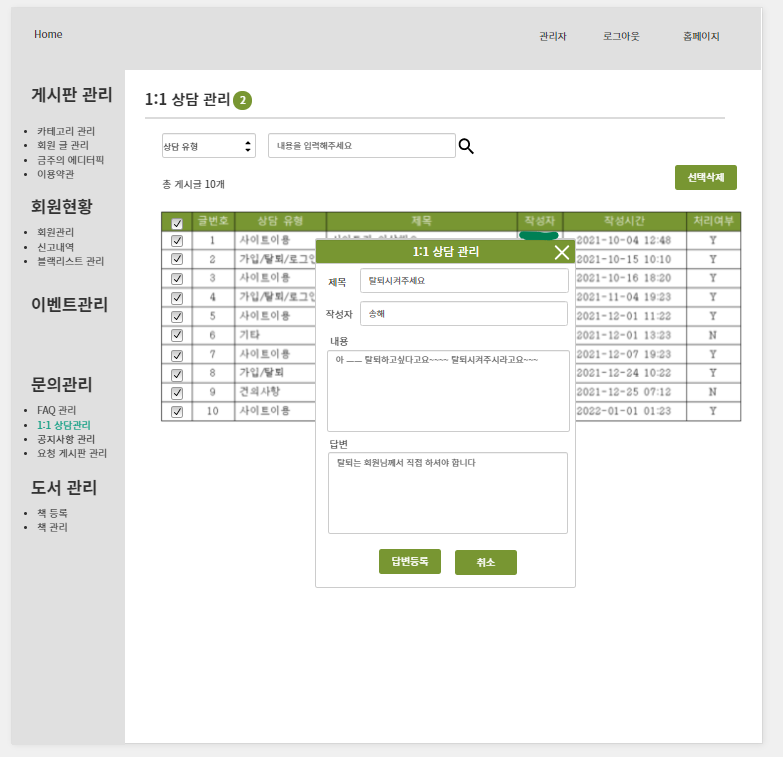 Home
관리자
로그아웃
홈페이지
게시판 관리
카테고리 관리
회원 글 관리
금주의 에디터픽
이용약관
회원현황
회원관리
신고내역
블랙리스트 관리
이벤트관리
문의관리
FAQ 관리
1:1 상담관리
공지사항 관리
요청 게시판 관리
도서 관리
책 등록
책 관리
1:1 상담 관리 2
상담 유형
내용을 입력해주세요
총 게시글 10개
선택삭제
글번호 상담 유형 제목 작성자 작성시간 처리여부
1 사이트이용 2021-10-04 12:48 Y
2 가입/탈퇴/로그인 2021-10-15 10:10 Y
3 사이트이용 2021-10-16 18:20 Y
4 가입/탈퇴/로그인 2021-11-04 19:23 Y
5 사이트이용 2021-12-01 11:22 Y
6 기타 2021-12-01 13:23 N
7 사이트이용 2021-12-07 19:23 Y
8 가입/탈퇴 2021-12-24 10:22 Y
9 건의사항 2021-12-25 07:12 N
10 사이트이용 2022-01-01 01:23 Y
1:1 상담 관리
제목 탈퇴시켜주세요
작성자 송해
내용
아 ㅡㅡ 탈퇴하고싶다고요~~~~ 탈퇴시켜주시라고요~~~
답변
탈퇴는 회원님께서 직접 하셔야 합니다
답변등록
취소